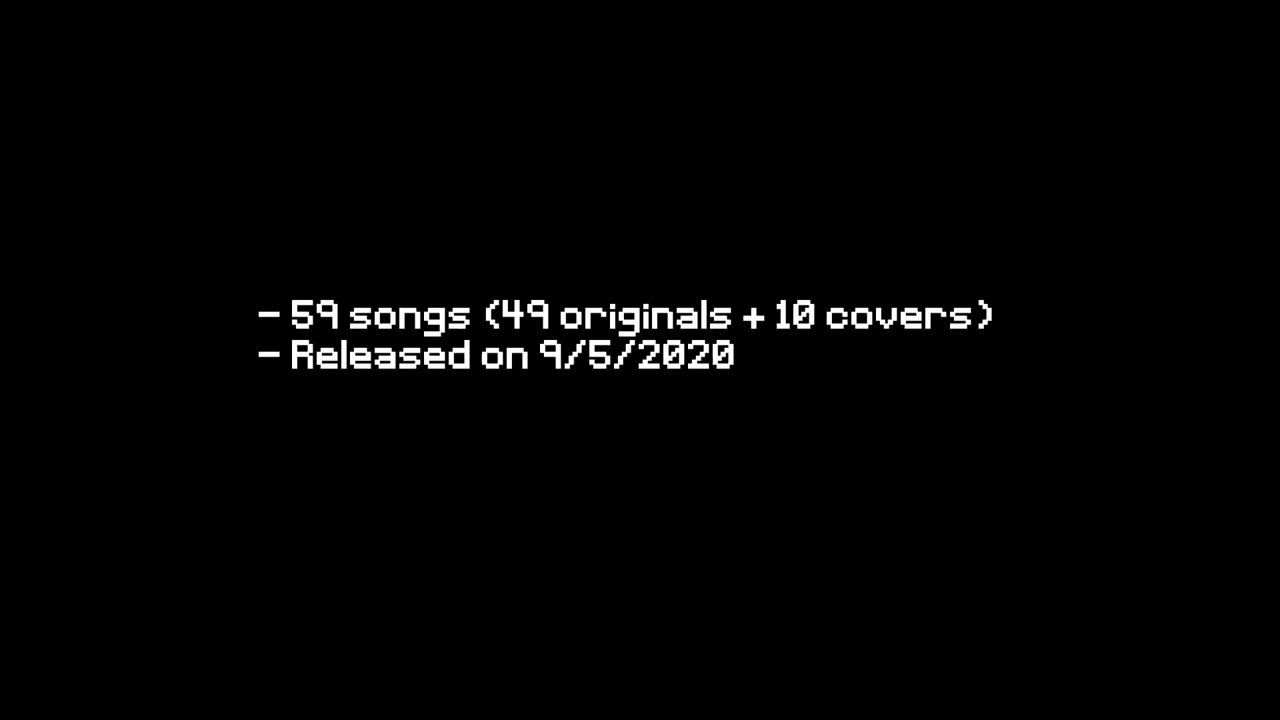 - 59 songs (49 originals + 10 covers)
- Released on 9/5/2020